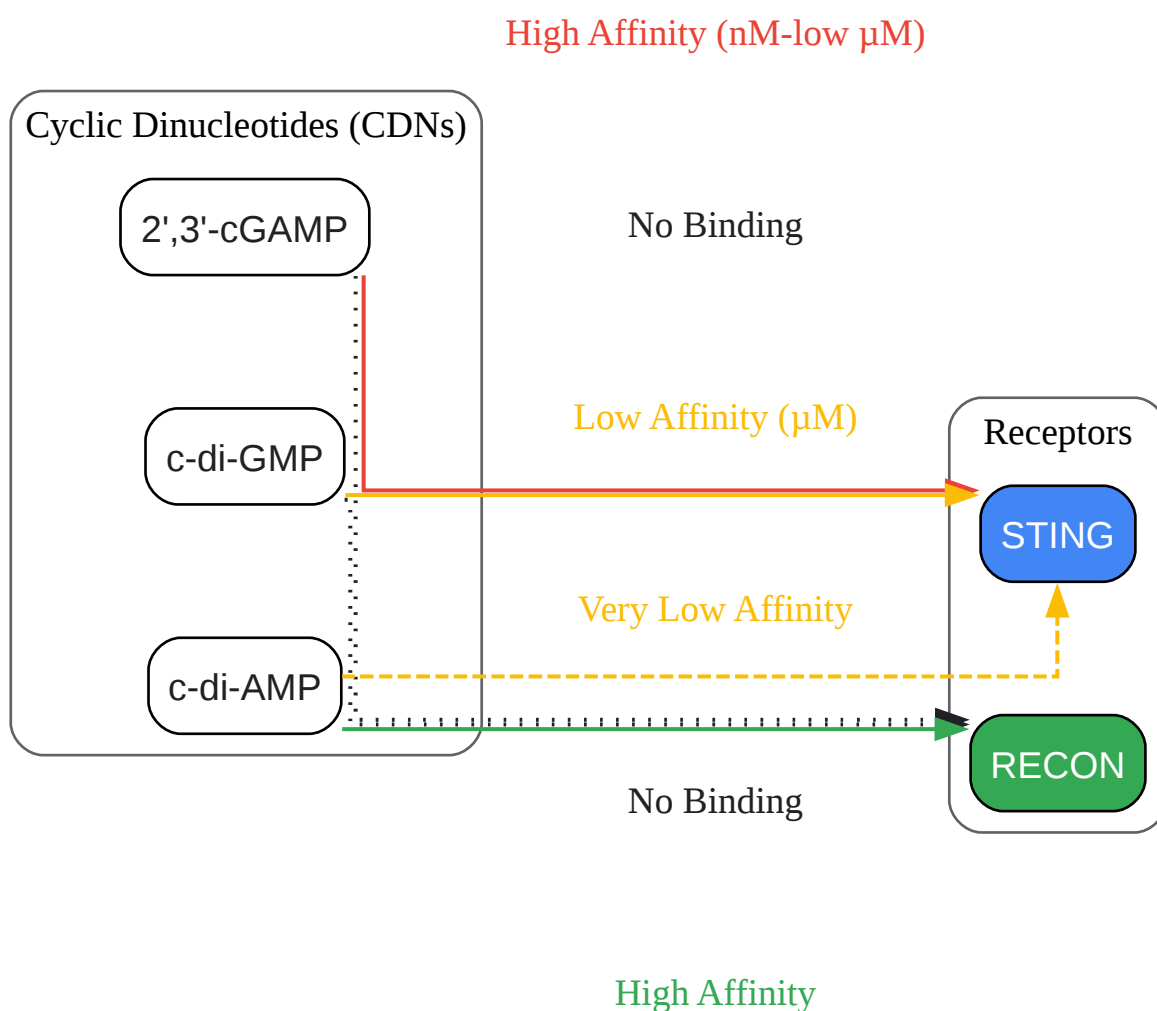 High Affinity (nM-low µM)
Cyclic Dinucleotides (CDNs)
2',3'-cGAMP
No Binding
Low Affinity (µM)
Receptors
c-di-GMP
STING
Very Low Affinity
c-di-AMP
RECON
No Binding
High Affinity